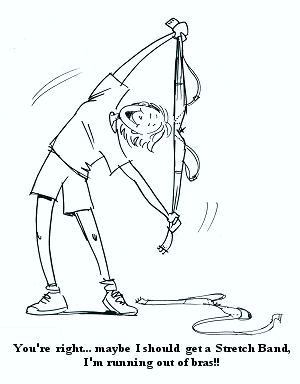 You're right... maybe I should get a Stretch Band,
I'm running out of bras!!